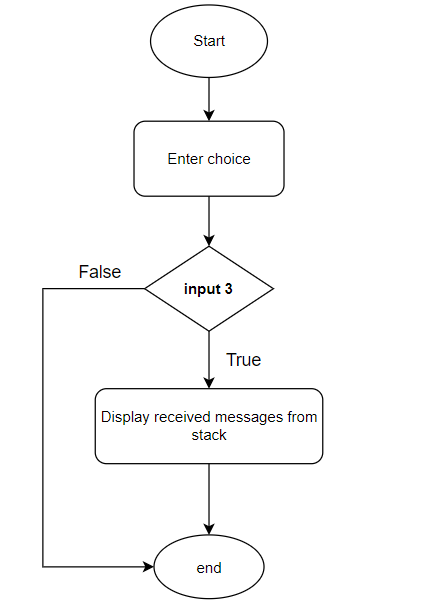 Start
Enter choice
False
input 3
True
Display received messages from
stack
end